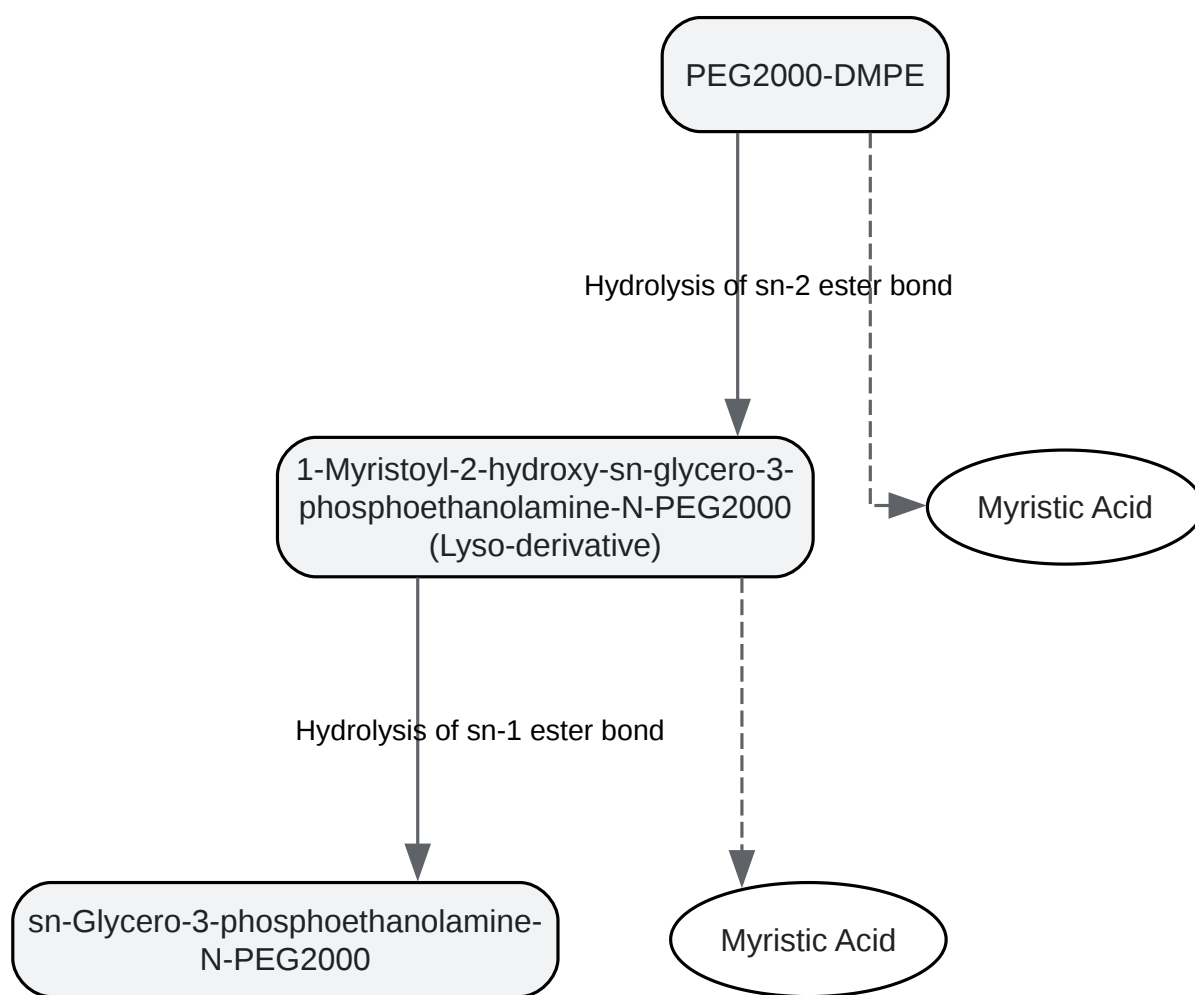 PEG2000-DMPE
Hydrolysis of sn-2 ester bond
1-Myristoyl-2-hydroxy-sn-glycero-3-
phosphoethanolamine-N-PEG2000
(Lyso-derivative)
Myristic Acid
Hydrolysis of sn-1 ester bond
sn-Glycero-3-phosphoethanolamine-
N-PEG2000
Myristic Acid